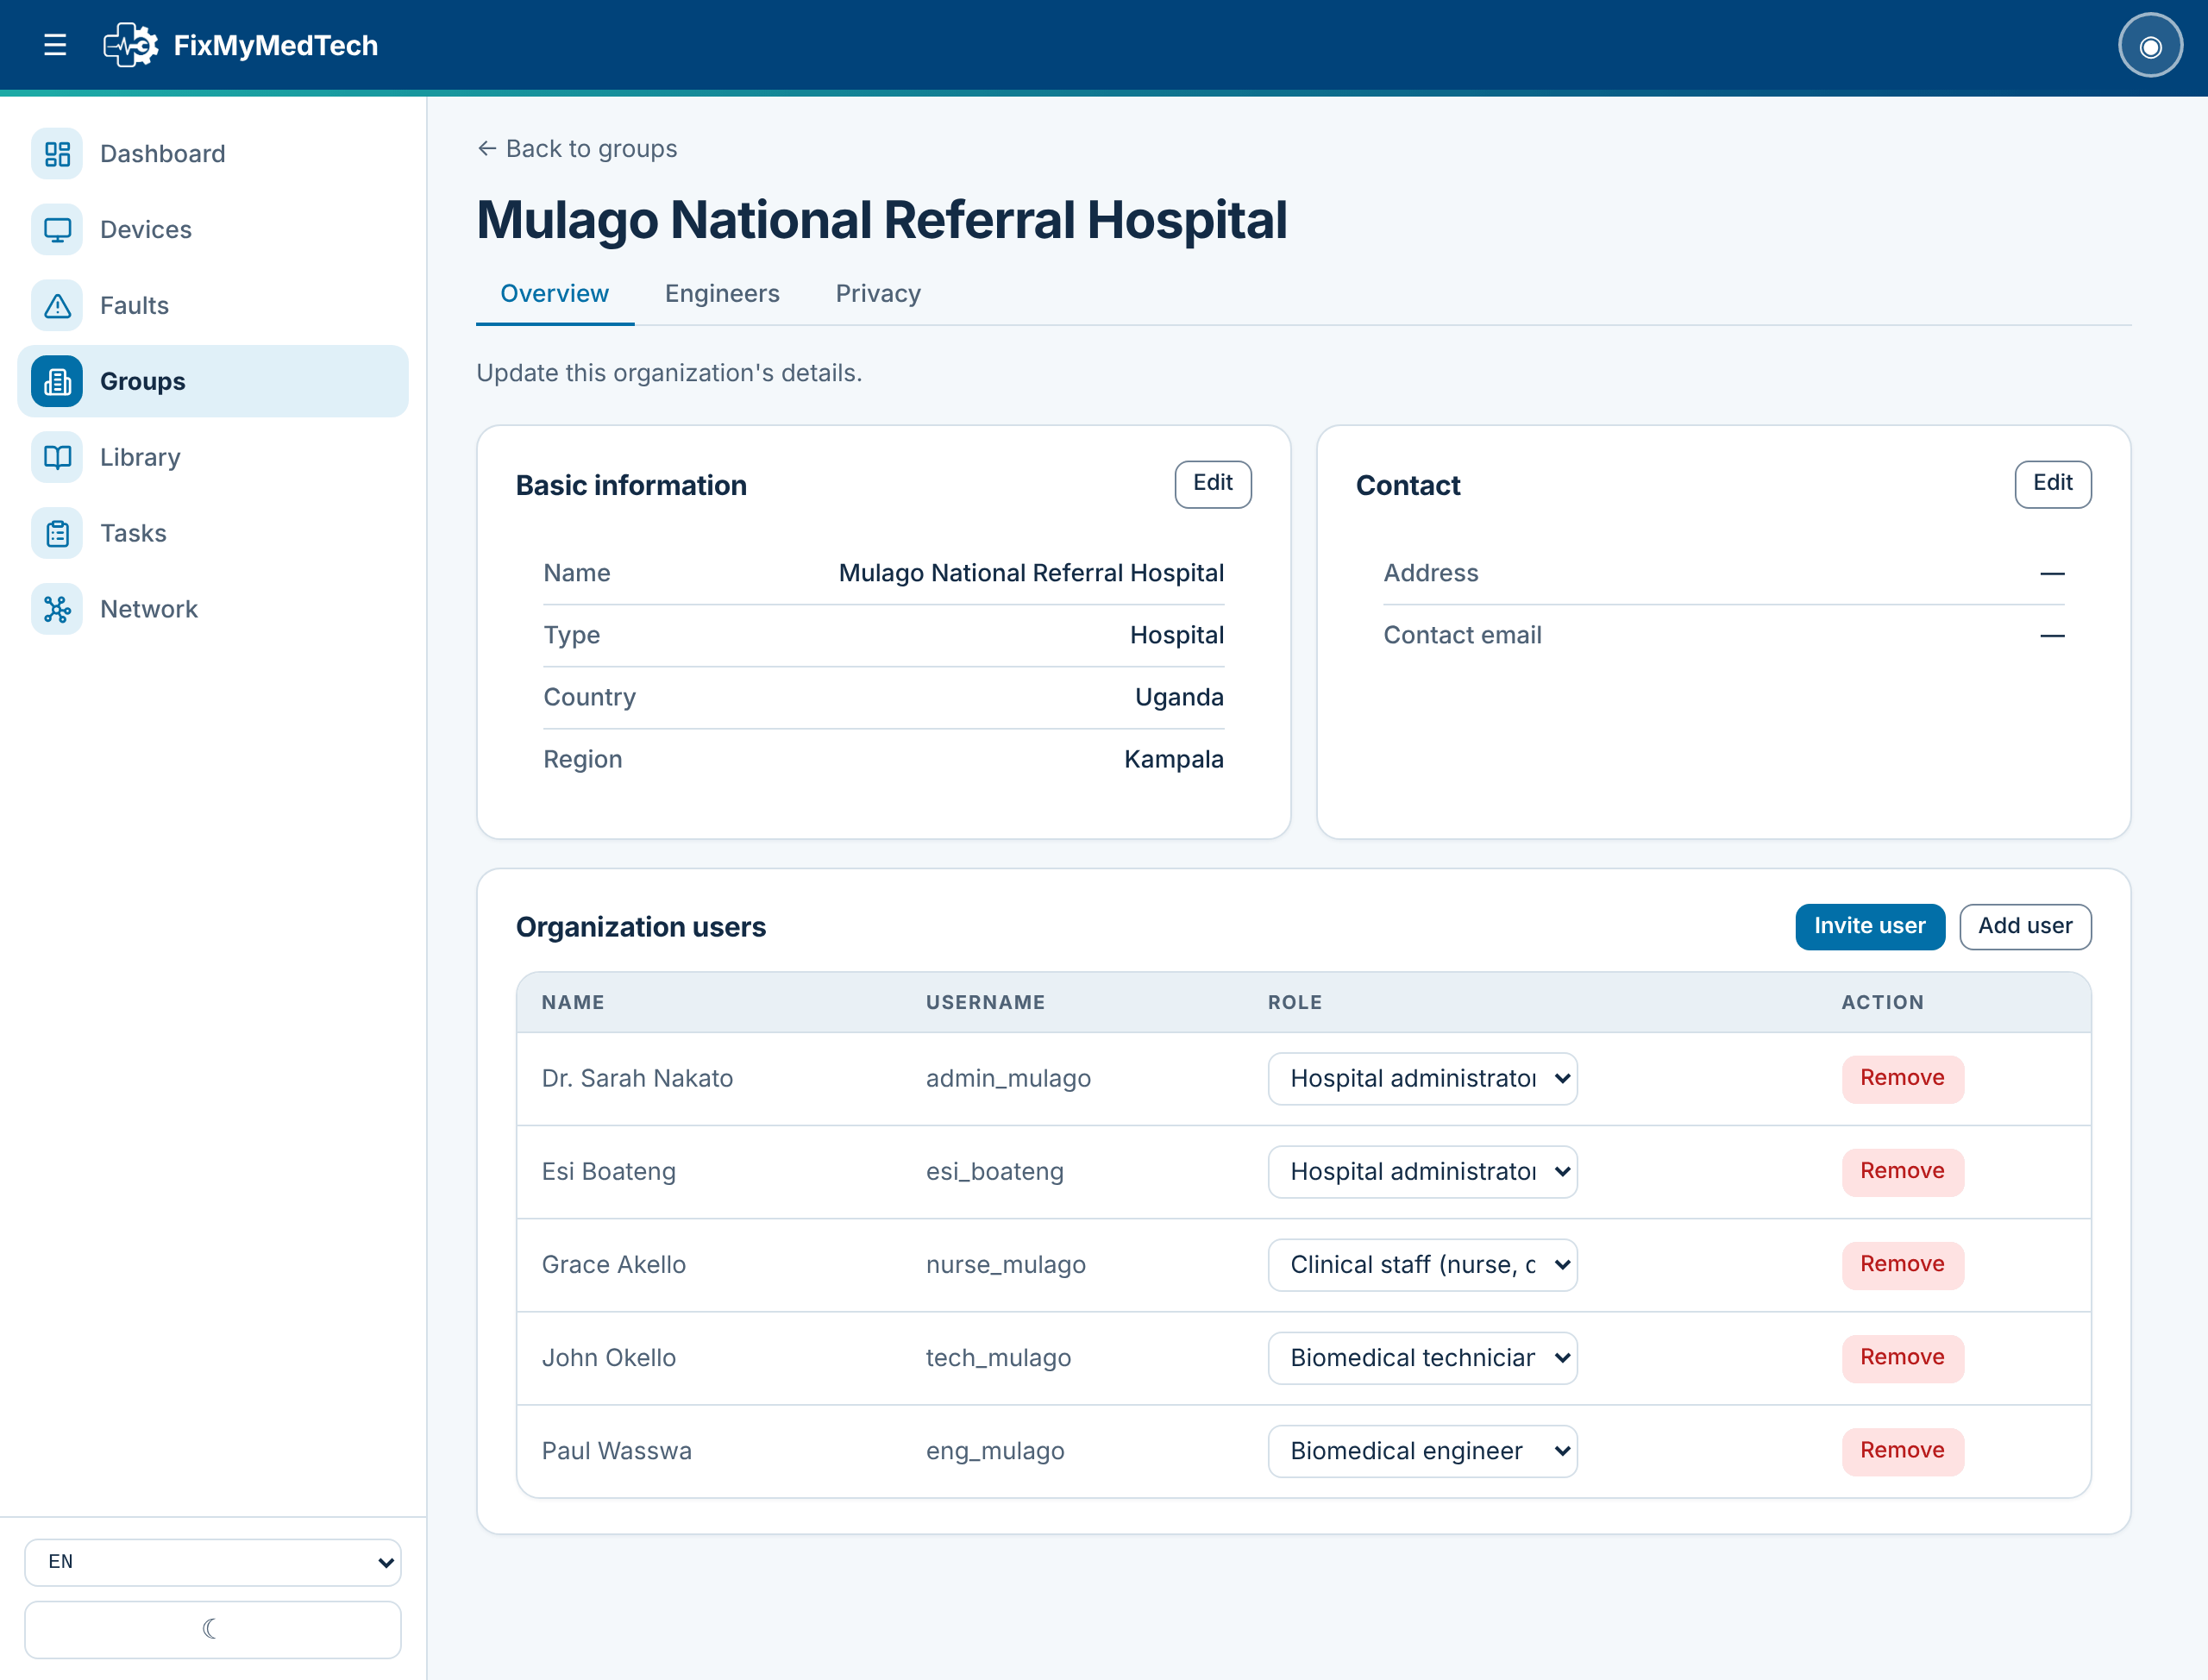 FixMyMedTech
Dashboard
Devices
Faults
Groups
Library
Tasks
Network
EN
← Back to groups
Mulago National Referral Hospital
Overview Engineers Privacy
Update this organization's details.
Basic information Edit
Name Mulago National Referral Hospital
Type Hospital
Country Uganda
Region Kampala
Contact Edit
Address —
Contact email —
Organization users Invite user Add user
NAME USERNAME ROLE ACTION
Dr. Sarah Nakato admin_mulago Hospital administrator Remove
Esi Boateng esi_boateng Hospital administrator Remove
Grace Akello nurse_mulago Clinical staff (nurse, Remove
John Okello tech_mulago Biomedical technician Remove
Paul Wasswa eng_mulago Biomedical engineer Remove